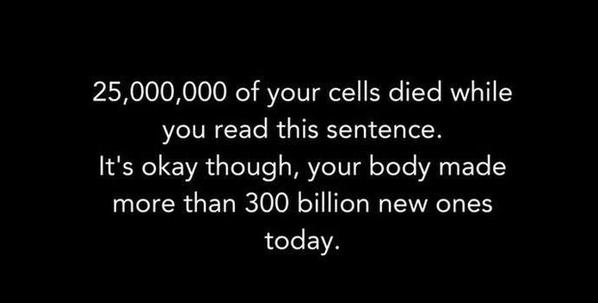 25,000,000 of your cells died while
you read this sentence.
It's okay though, your body made
more than 300 billion new ones
today.